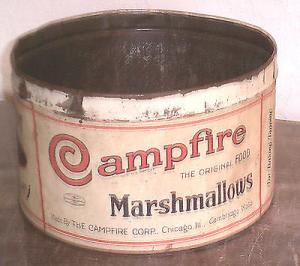 Campfire
THE ORIGINAL FOOD
Marshmallows
Made By THE CAMPFIRE CORP. Chicago, Ill. Cambridge, Mass.